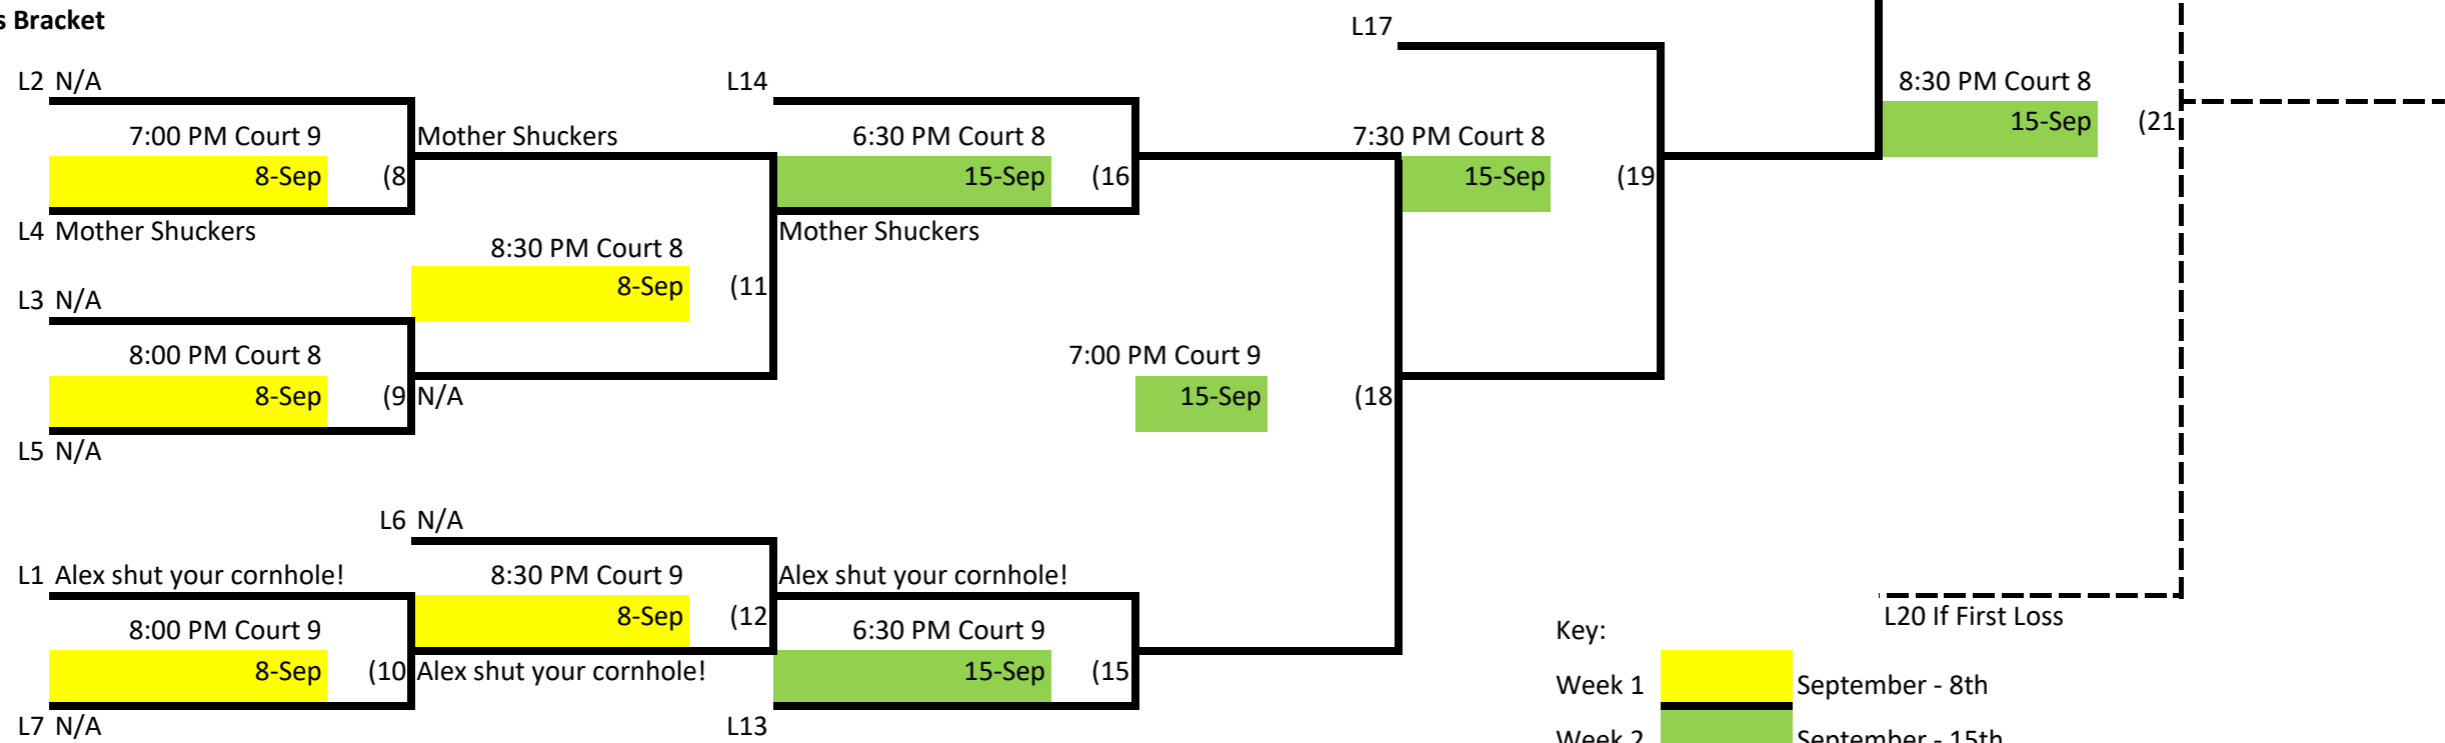 s Bracket
L17
L2 N/A
L14
8:30 PM Court 8
7:00 PM Court 9
Mother Shuckers
6:30 PM Court 8
7:30 PM Court 8
15-Sep (21
8-Sep (8
15-Sep (16
15-Sep (19
L4 Mother Shuckers
8:30 PM Court 8
Mother Shuckers
8-Sep (11
L3 N/A
8:00 PM Court 8
7:00 PM Court 9
8-Sep (9
N/A
15-Sep (18
L5 N/A
L6 N/A
L1 Alex shut your cornhole!
8:30 PM Court 9
Alex shut your cornhole!
8-Sep (12
L20 If First Loss
8:00 PM Court 9
6:30 PM Court 9
Key:
8-Sep (10
Alex shut your cornhole!
15-Sep (15
Week 1 September - 8th
L7 N/A
L13
Week 2 September - 15th